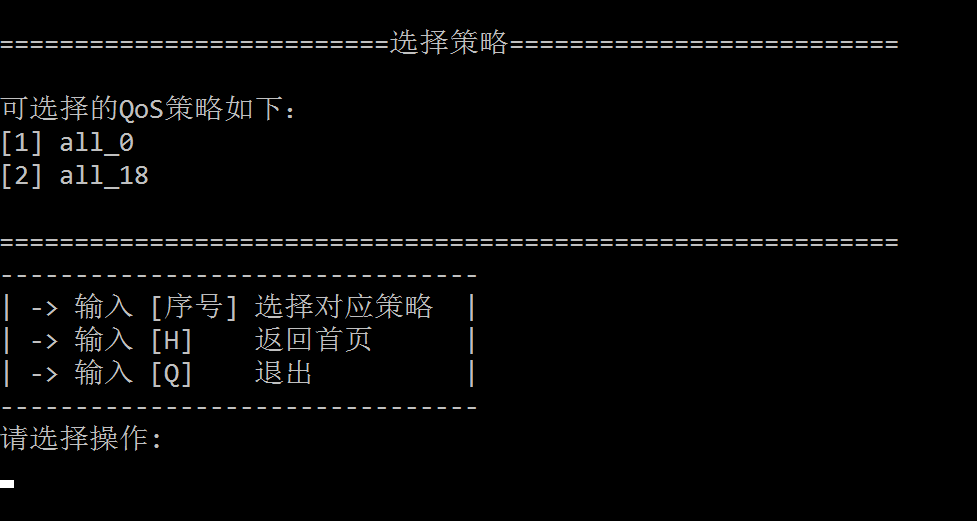 ==========================选择策略==========================
可选择的QoS策略如下：
[1] all_0
[2] all_18
============================================================
--------------------------------
| -> 输入 [序号] 选择对应策略  |
| -> 输入 [H]    返回首页      |
| -> 输入 [Q]    退出          |
--------------------------------
请选择操作: